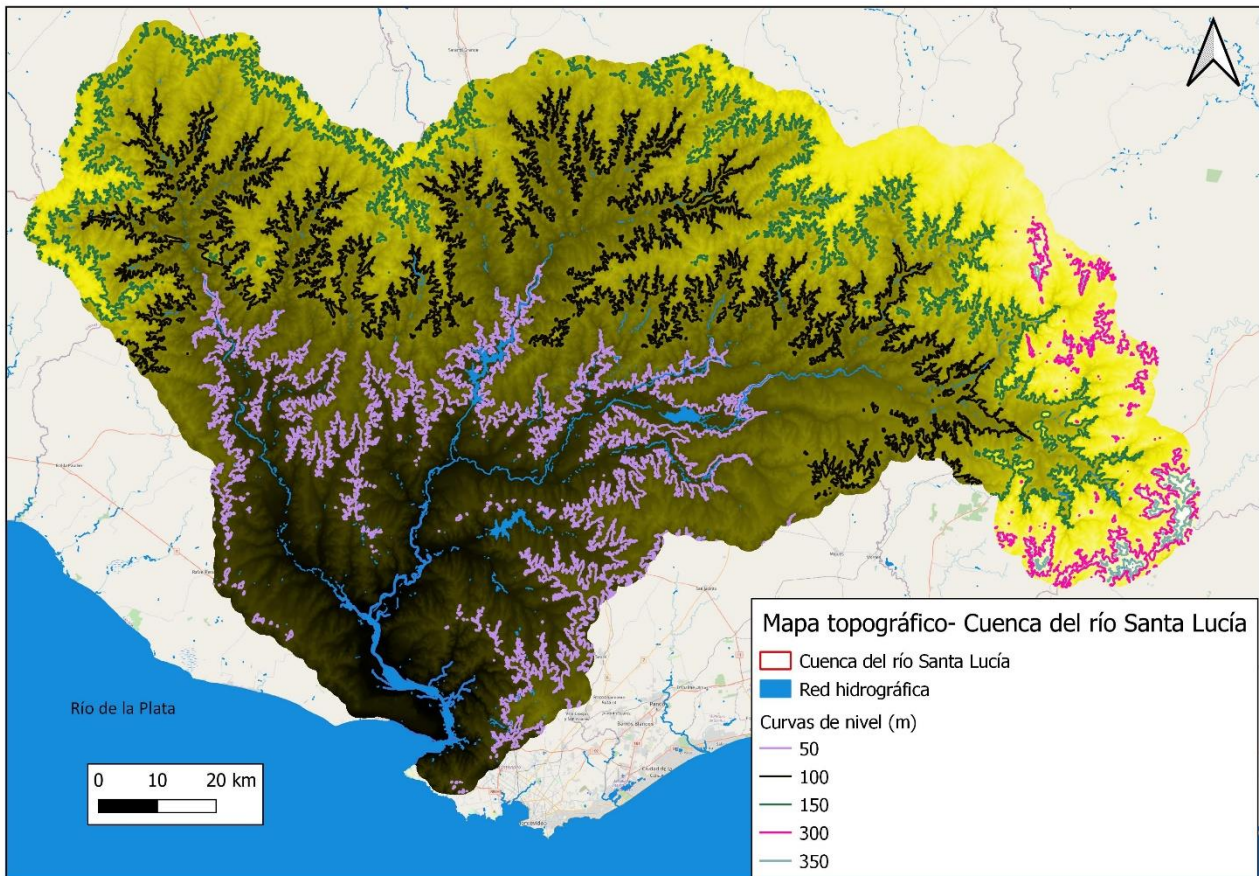 Río de la Plata
0 10 20 km
Mapa topográfico- Cuenca del río Santa Lucía
Cuenca del río Santa Lucía
Red hidrográfica
Curvas de nivel (m)
50
100
150
300
350